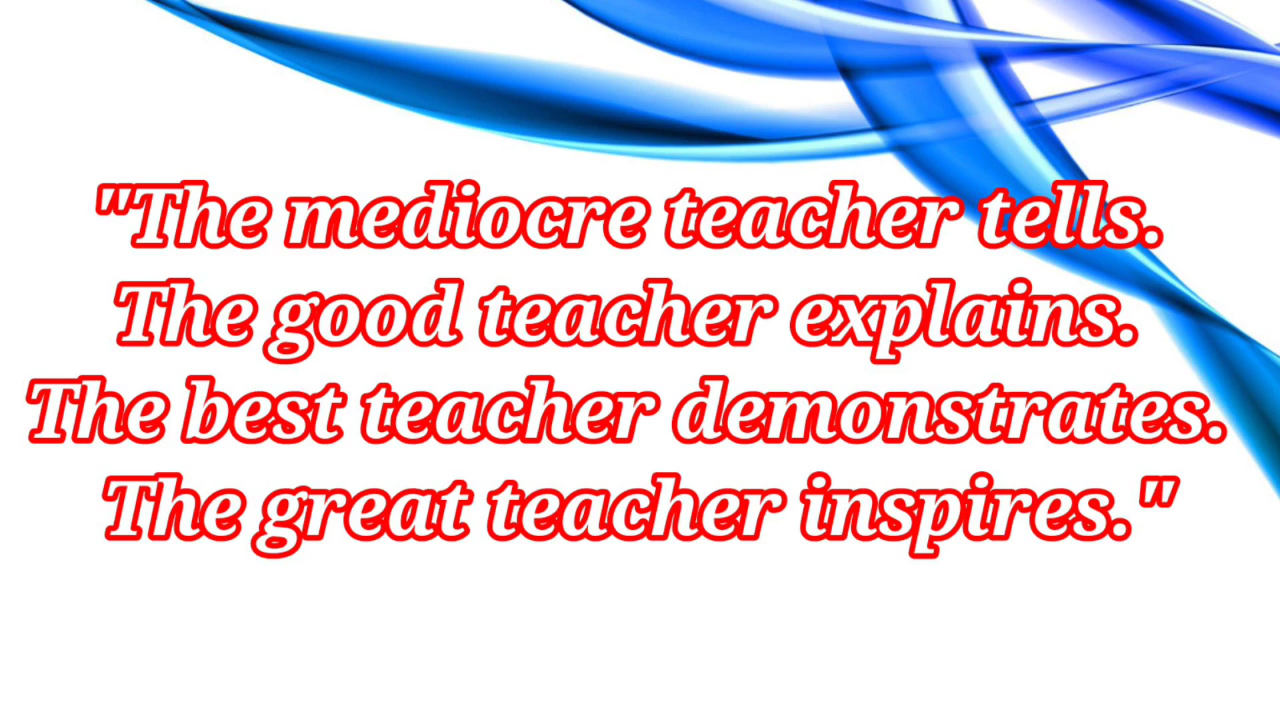 "The mediocre teacher tells.
The good teacher explains.
The best teacher demonstrates.
The great teacher inspires."